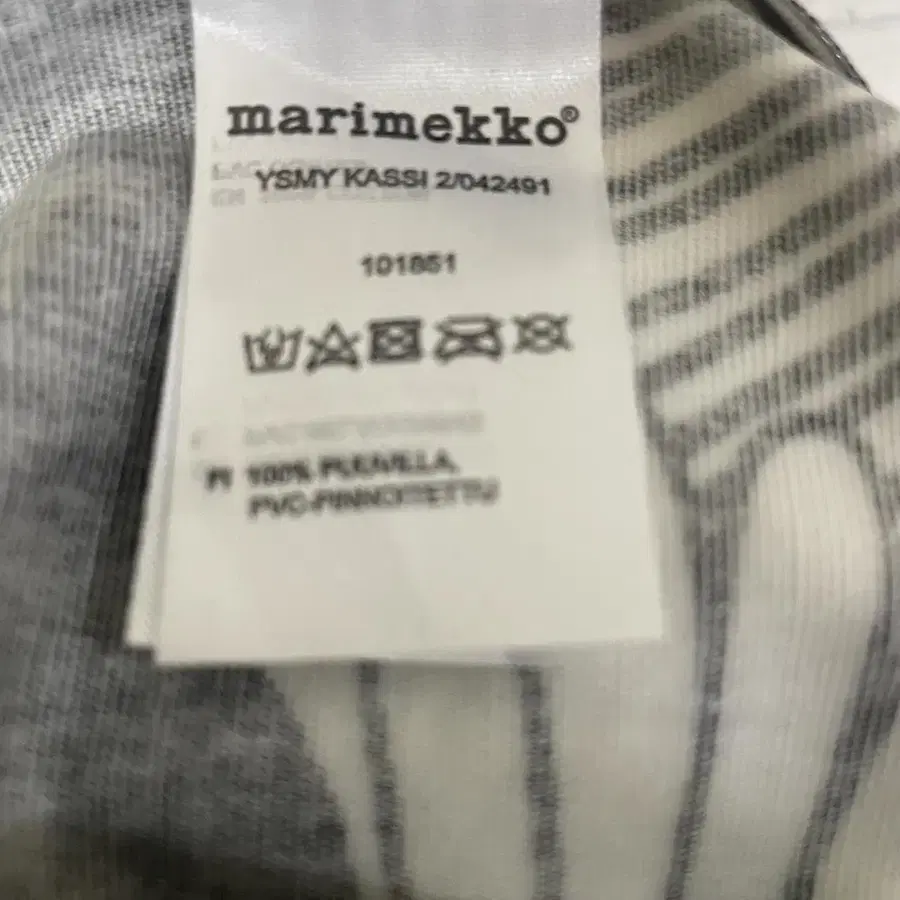 marimekko®
YSMY KASSI 2/042491
101851
FI 100% PUUVILLA,
PVC-PINNOITETTU